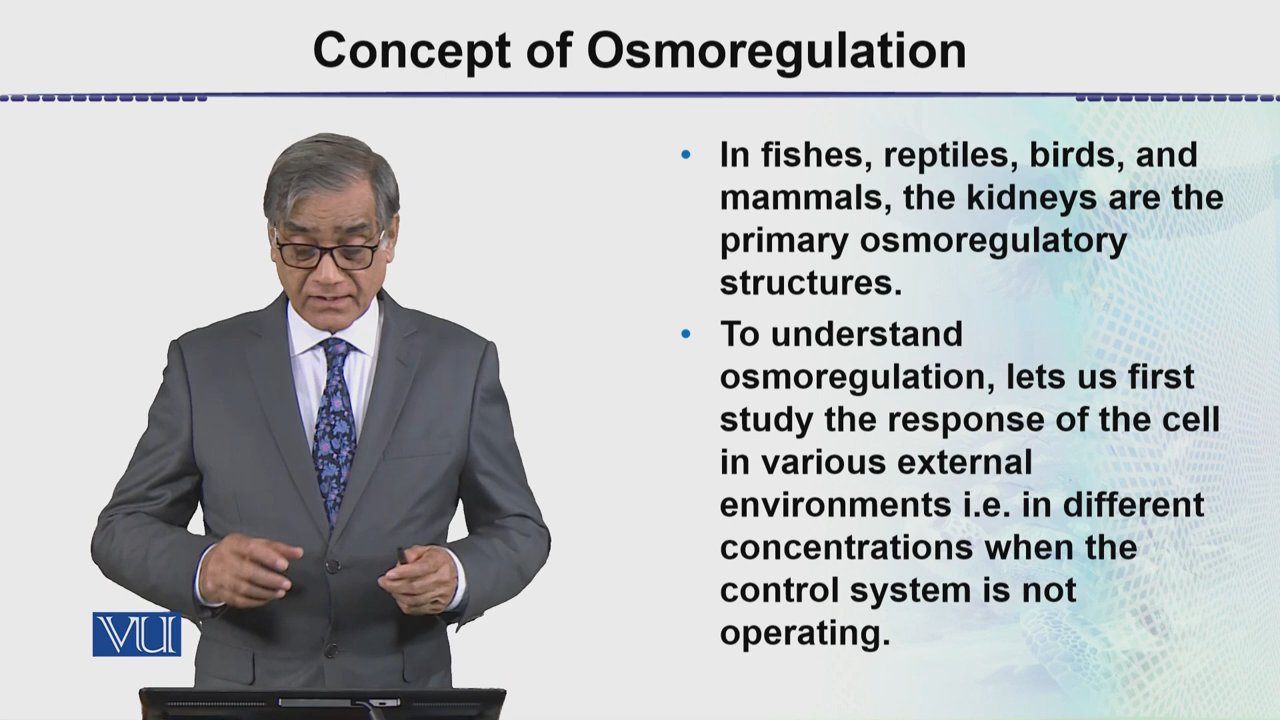 Concept of Osmoregulation
• In fishes, reptiles, birds, and
mammals, the kidneys are the
primary osmoregulatory
structures.
• To understand
osmoregulation, lets us first
study the response of the cell
in various external
environments i.e. in different
concentrations when the
control system is not
operating.
VU